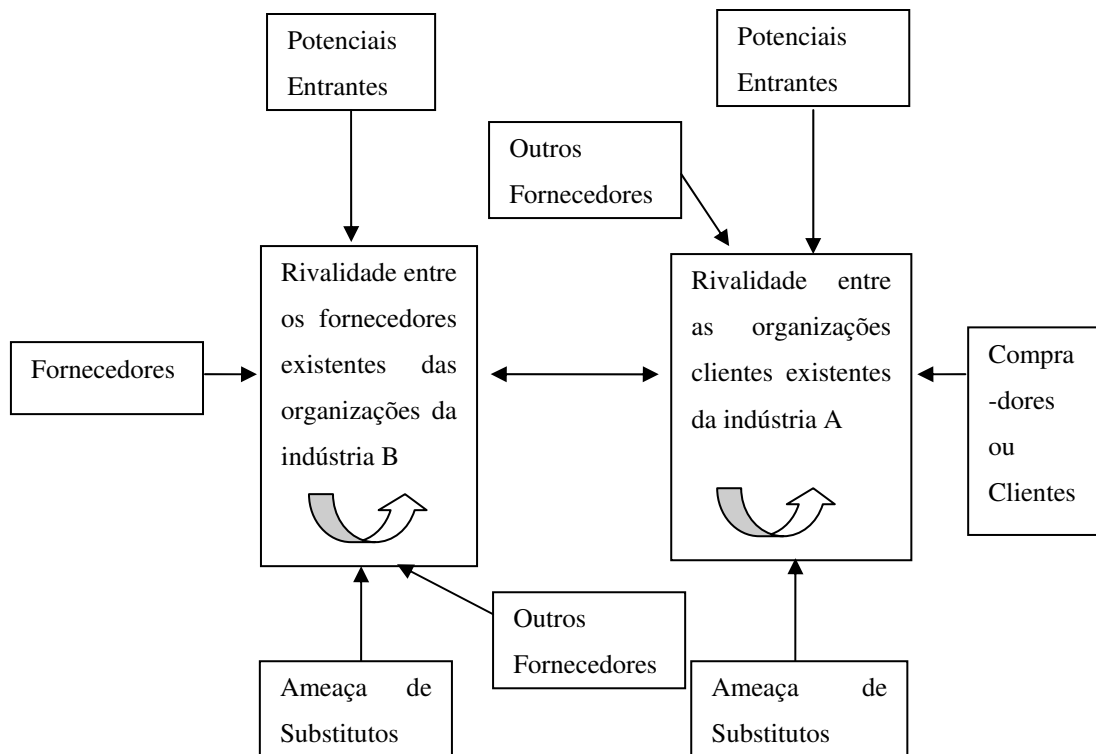 Potenciais
Entrantes
Potenciais
Entrantes
Outros
Fornecedores
Rivalidade entre
os fornecedores
existentes das
organizações da
indústria B
Rivalidade entre
as organizações
clientes existentes
da indústria A
Fornecedores
Compra
-dores
ou
Clientes
Outros
Fornecedores
Ameaça de
Substitutos
Ameaça de
Substitutos